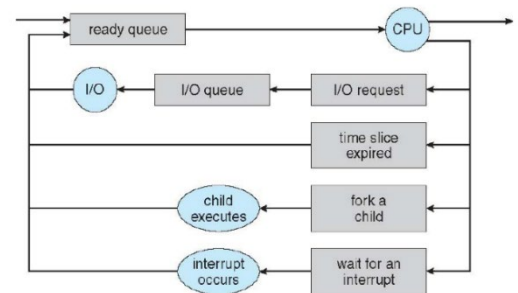 ready queue
CPU
I/O
I/O queue
I/O request
time slice
expired
child
executes
fork a
child
interrupt
occurs
wait for an
interrupt